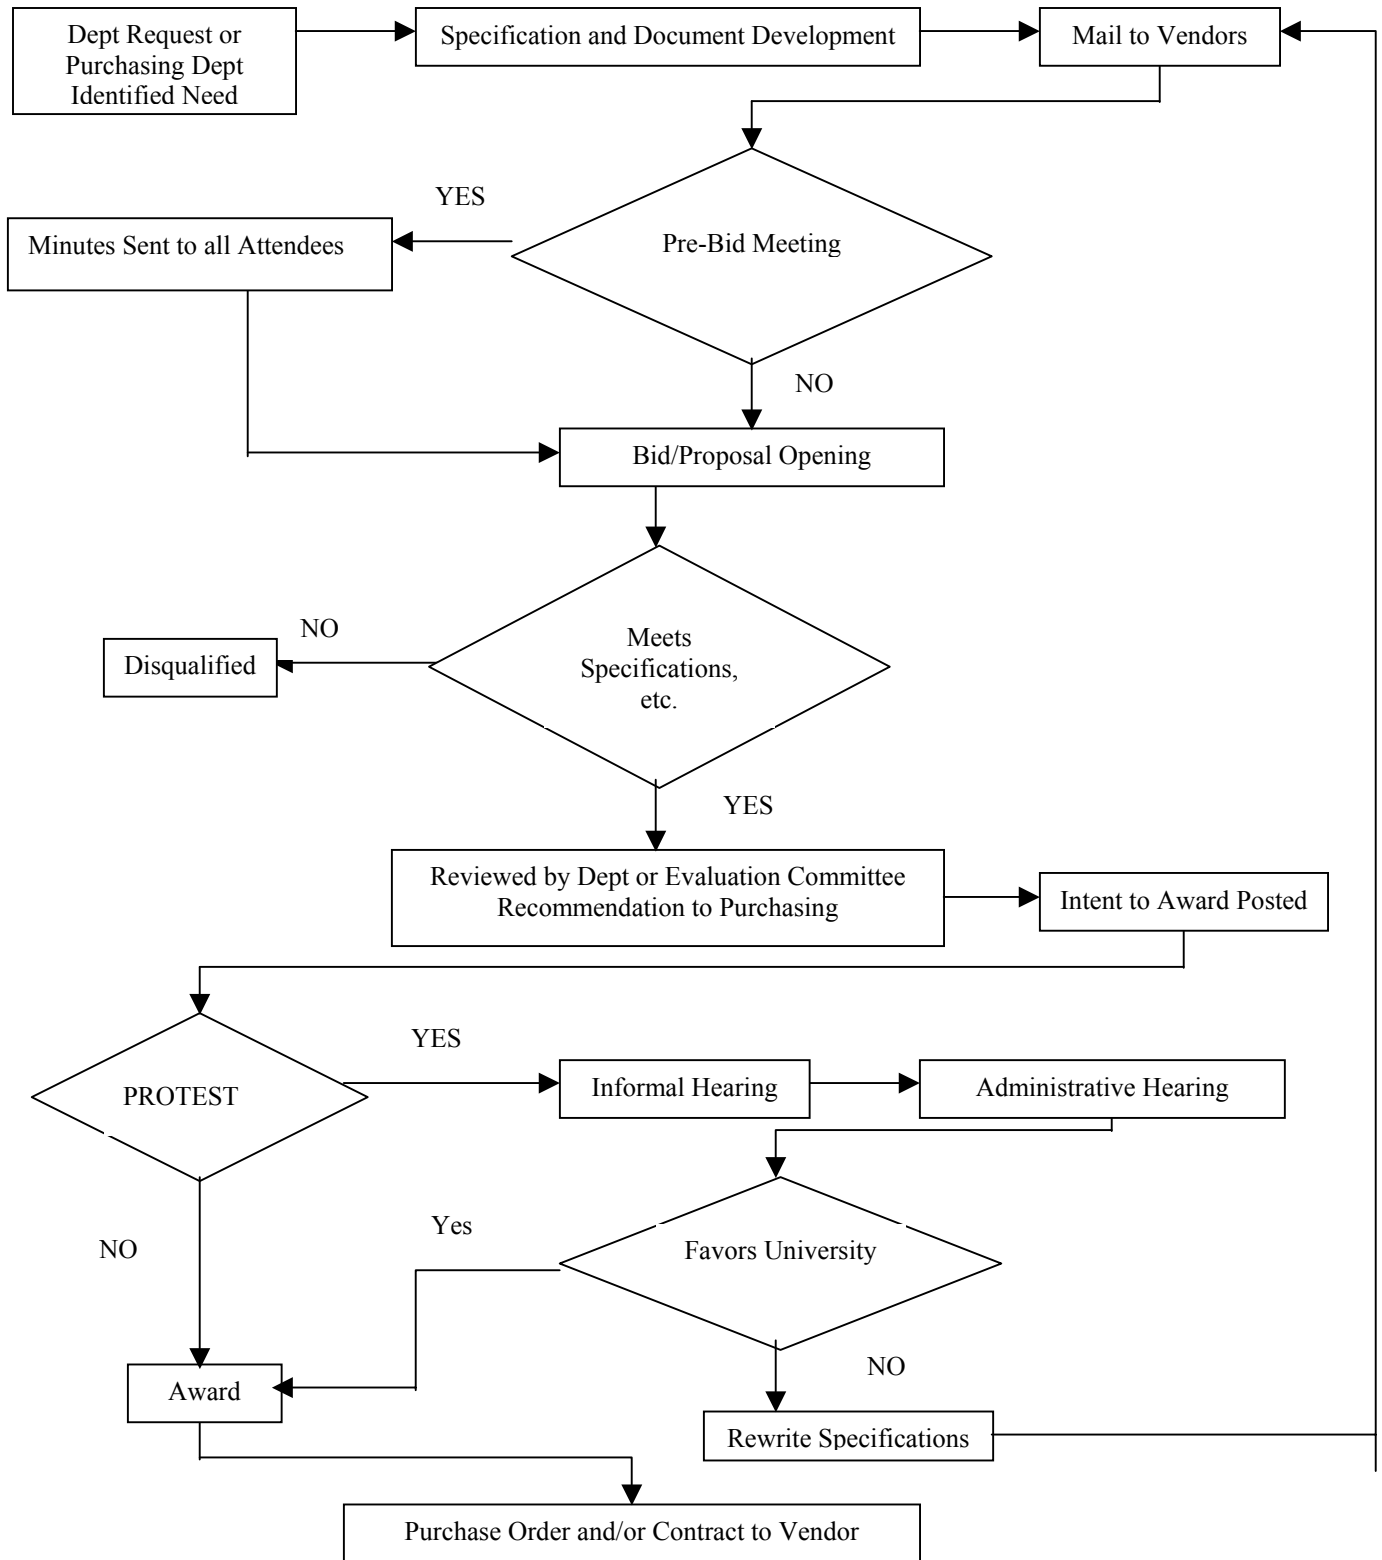 Dept Request or
Purchasing Dept
Identified Need
Specification and Document Development
Mail to Vendors
YES
Minutes Sent to all Attendees
Pre-Bid Meeting
NO
Bid/Proposal Opening
NO
Disqualified
Meets
Specifications,
etc.
YES
Reviewed by Dept or Evaluation Committee
Recommendation to Purchasing
Intent to Award Posted
YES
PROTEST
Informal Hearing
Administrative Hearing
NO
Yes
Favors University
NO
Award
Rewrite Specifications
Purchase Order and/or Contract to Vendor